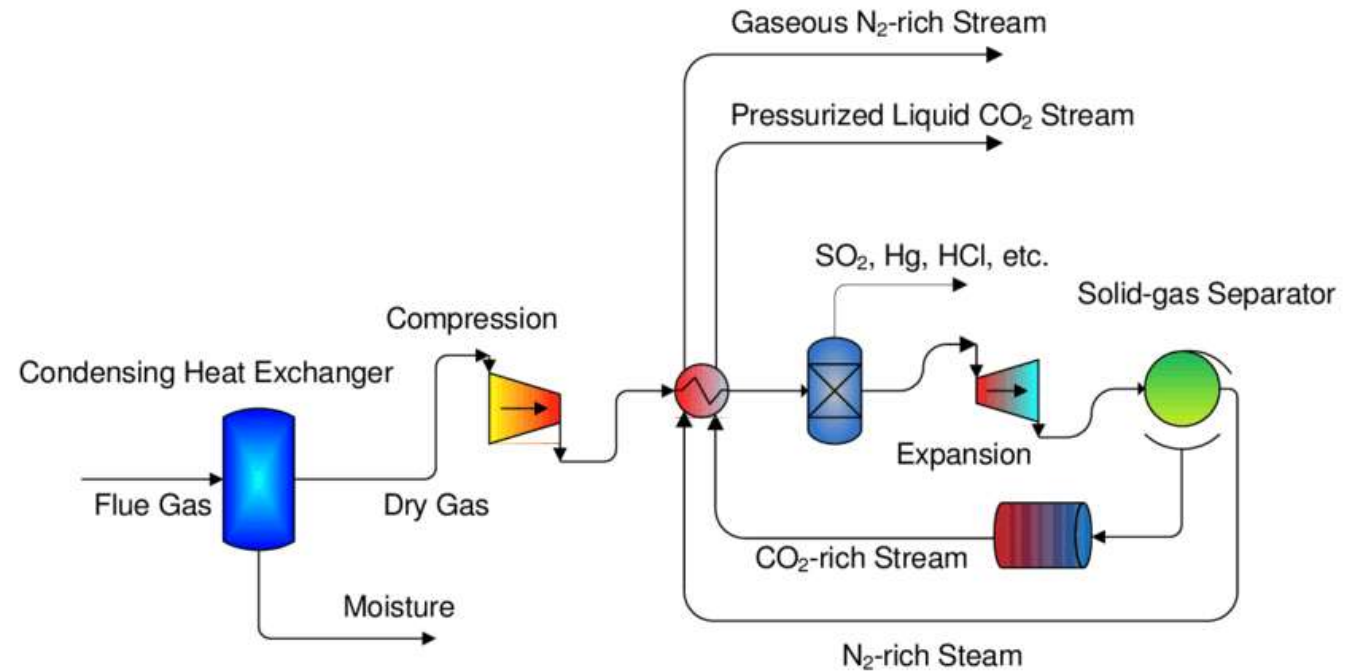 Gaseous N₂-rich Stream
Pressurized Liquid CO₂ Stream
SO₂, Hg, HCl, etc.
Solid-gas Separator
Compression
Condensing Heat Exchanger
Expansion
Flue Gas
Dry Gas
CO₂-rich Stream
Moisture
N₂-rich Steam